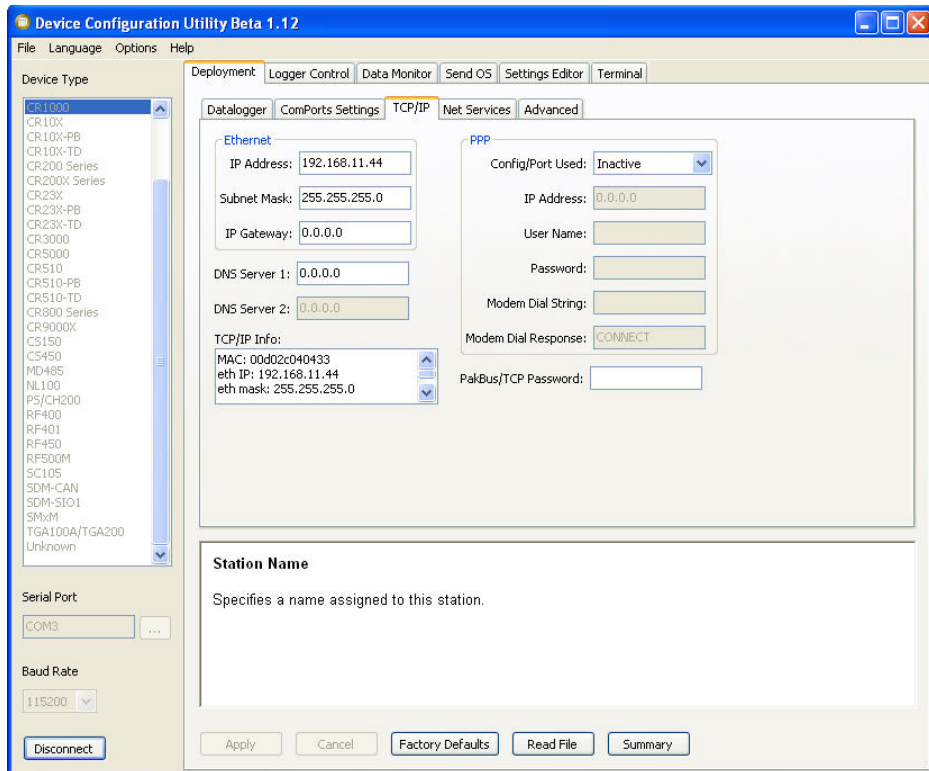 Device Configuration Utility Beta 1.12
File Language Options Help
Device Type
CR1000
CR10X
CR10X-PB
CR10X-TD
CR200 Series
CR200X Series
CR23X
CR23X-PB
CR23X-TD
CR3000
CR5000
CR510
CR510-PB
CR510-TD
CR800 Series
CR9000X
CS150
CS450
MD485
NL100
PS/CH200
RF400
RF401
RF450
RF500M
SC105
SDM-CAN
SDM-SIO1
SMxM
TGA100A/TGA200
Unknown
Serial Port
COM3 ...
Baud Rate
115200
Disconnect
Deployment Logger Control Data Monitor Send OS Settings Editor Terminal
Datalogger ComPorts Settings TCP/IP Net Services Advanced
Ethernet
IP Address: 192.168.11.44
Subnet Mask: 255.255.255.0
IP Gateway: 0.0.0.0
DNS Server 1: 0.0.0.0
DNS Server 2: 0.0.0.0
TCP/IP Info:
MAC: 00d02c040433
eth IP: 192.168.11.44
eth mask: 255.255.255.0
PPP
Config/Port Used: Inactive
IP Address: 0.0.0.0
User Name:
Password:
Modem Dial String:
Modem Dial Response: CONNECT
PakBus/TCP Password:
Station Name
Specifies a name assigned to this station.
Apply Cancel Factory Defaults Read File Summary